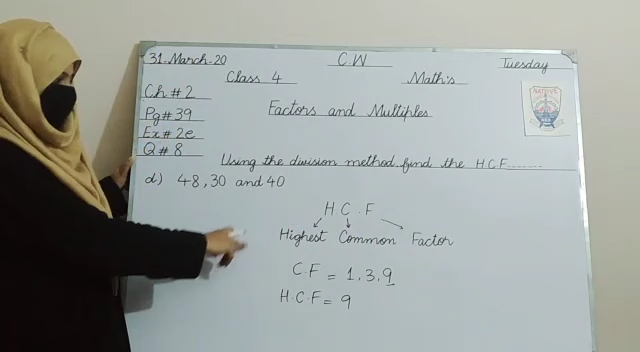 31-March-20 C.W Tuesday
Class 4 Math's
Ch # 2
Pg # 39
Ex # 2e
Q # 8
Factors and Multiples
Using the division method find the H.C.F.......
d) 48, 30 and 40
H C . F
Highest Common Factor
C.F = 1, 3, 9
H.C.F = 9